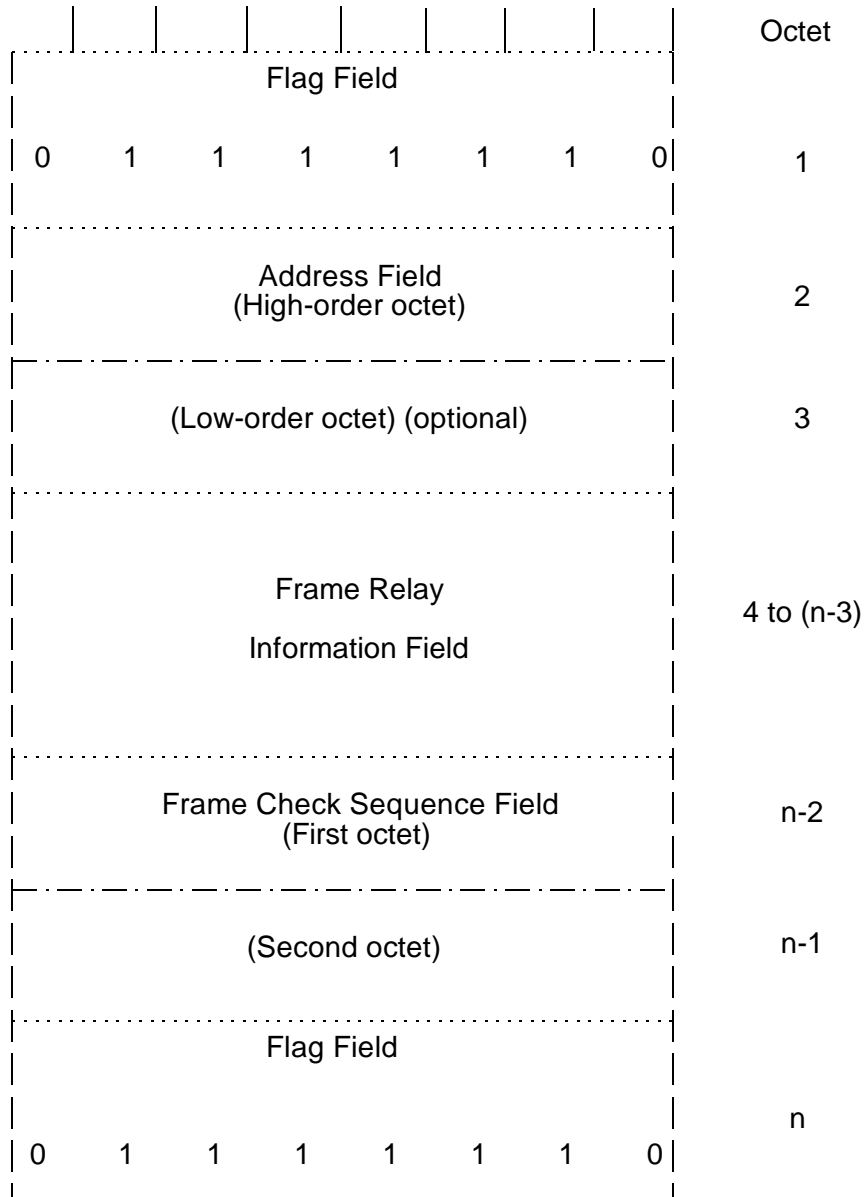 Octet
Flag Field
0 1 1 1 1 1 1 0 1
Address Field
(High-order octet) 2
(Low-order octet) (optional) 3
Frame Relay
Information Field
4 to (n-3)
Frame Check Sequence Field
(First octet)
n-2
(Second octet) n-1
Flag Field
n
0 1 1 1 1 1 1 0